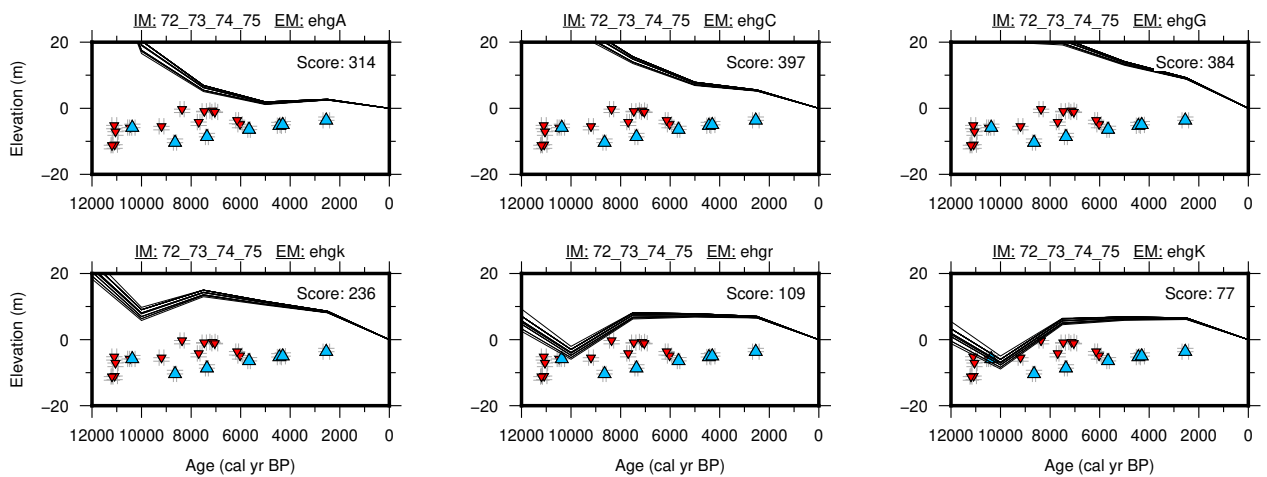 IM: 72_73_74_75 EM: ehgA
IM: 72_73_74_75 EM: ehgC
IM: 72_73_74_75 EM: ehgG
Elevation (m)
20
0
−20
Score: 314
12000 10000 8000 6000 4000 2000 0
20
0
−20
Score: 397
12000 10000 8000 6000 4000 2000 0
20
0
−20
Score: 384
12000 10000 8000 6000 4000 2000 0
IM: 72_73_74_75 EM: ehgk
IM: 72_73_74_75 EM: ehgr
IM: 72_73_74_75 EM: ehgK
Elevation (m)
20
0
−20
Score: 236
12000 10000 8000 6000 4000 2000 0
Age (cal yr BP)
20
0
−20
Score: 109
12000 10000 8000 6000 4000 2000 0
Age (cal yr BP)
20
0
−20
Score: 77
12000 10000 8000 6000 4000 2000 0
Age (cal yr BP)